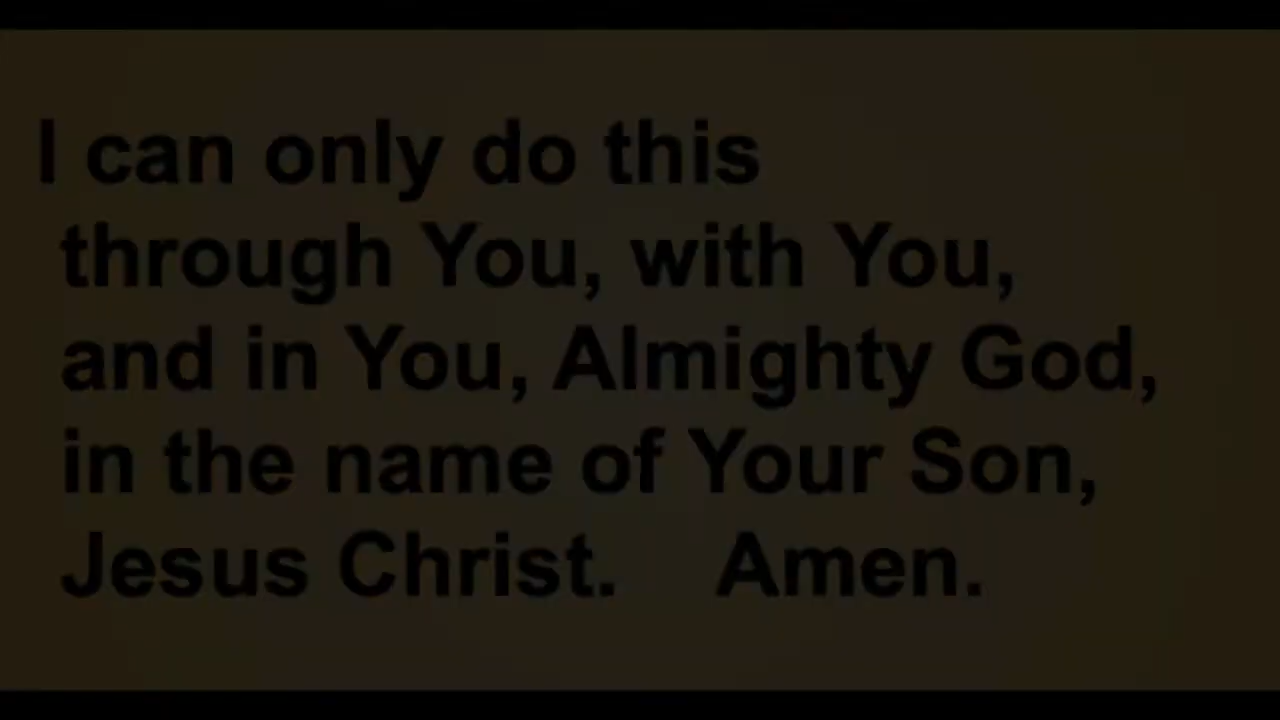 I can only do this
through You, with You,
and in You, Almighty God,
in the name of Your Son,
Jesus Christ. Amen.